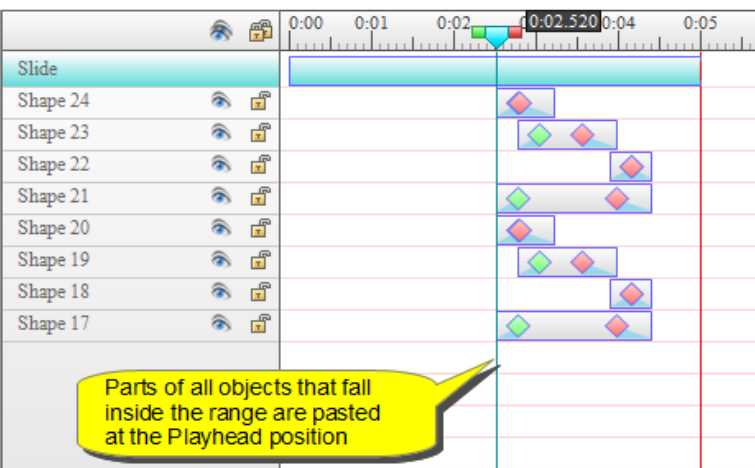 0:00 0:01 0:02 0:02.520 0:04 0:05
Slide
Shape 24
Shape 23
Shape 22
Shape 21
Shape 20
Shape 19
Shape 18
Shape 17
Parts of all objects that fall
inside the range are pasted
at the Playhead position